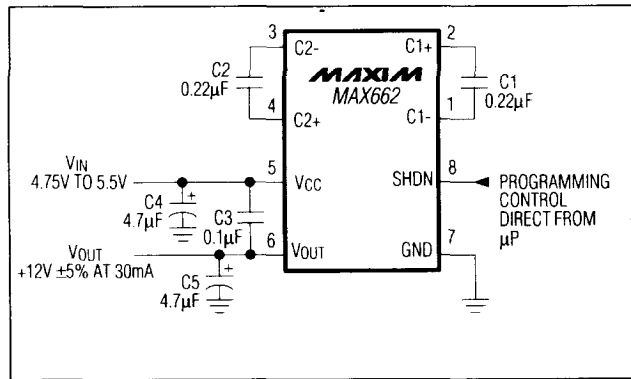 3 C2- C1+ 2
C2
0.22µF
MAXIM
MAX662
C1
0.22µF
4 C2+ C1- 1
VIN
4.75V TO 5.5V
5 VCC SHDN 8
PROGRAMMING
CONTROL
DIRECT FROM
µP
C4
4.7µF
+
C3
0.1µF
VOUT
+12V ±5% AT 30mA
6 VOUT GND 7
C5
4.7µF
+